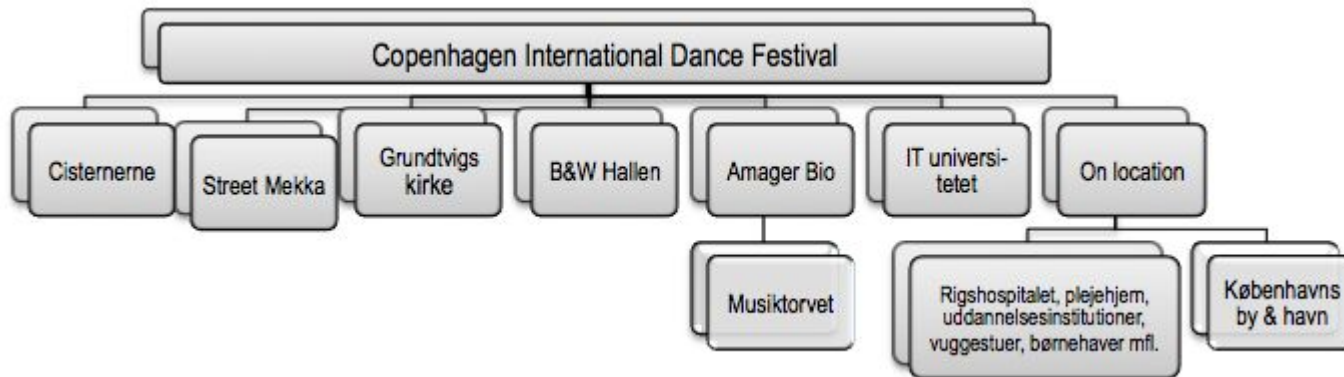 Copenhagen International Dance Festival
Cisternerne
Street Mekka
Grundtvigs
kirke
B&W Hallen
Amager Bio
IT universi-
tetet
On location
Musiktorvet
Rigshospitalet, plejehjem,
uddannelsesinstitutioner,
vuggestuer, børnehaver mfl.
Københavns
by & havn